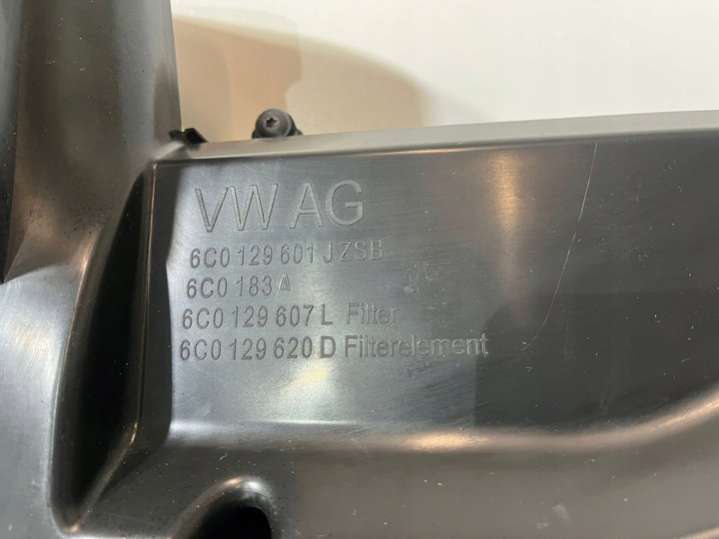 VW AG
6C0 129 601 J ZSB
6C0 183 A
6C0 129 607 L Filter
6C0 129 620 D Filterelement